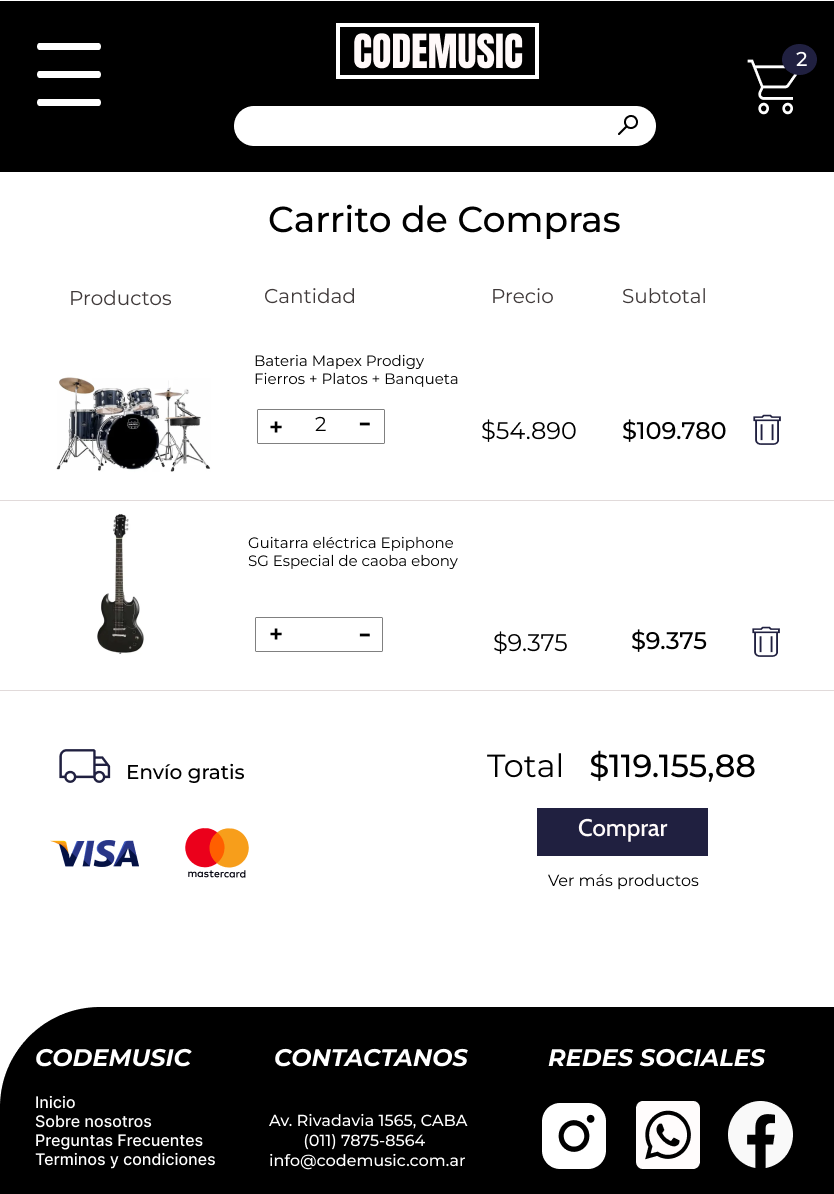 CODEMUSIC
2
Carrito de Compras
Productos Cantidad Precio Subtotal
Bateria Mapex Prodigy
Fierros + Platos + Banqueta
+ 2 - $54.890 $109.780
Guitarra eléctrica Epiphone
SG Especial de caoba ebony
+ - $9.375 $9.375
Envío gratis
Total $119.155,88
VISA
mastercard
Comprar
Ver más productos
CODEMUSIC
Inicio
Sobre nosotros
Preguntas Frecuentes
Terminos y condiciones
CONTACTANOS
Av. Rivadavia 1565, CABA
(011) 7875-8564
info@codemusic.com.ar
REDES SOCIALES